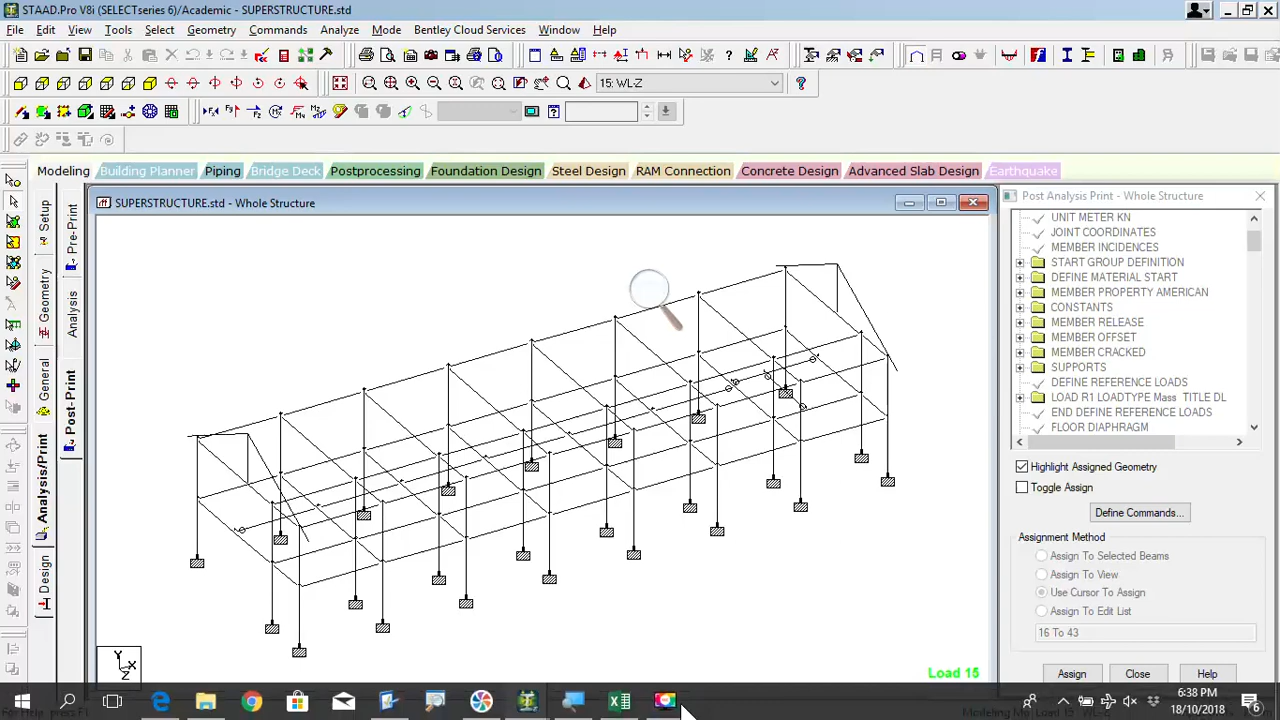 STAAD.Pro V8i (SELECTseries 6)/Academic - SUPERSTRUCTURE.std
File Edit View Tools Select Geometry Commands Analyze Mode Bentley Cloud Services Window Help
15: WL-Z
Modeling Building Planner Piping Bridge Deck Postprocessing Foundation Design Steel Design RAM Connection Concrete Design Advanced Slab Design Earthquake
Setup
Geometry
General
Analysis/Print
Design
Pre-Print
Analysis
Post-Print
SUPERSTRUCTURE.std - Whole Structure
Y
X
Z
Load 15
Post Analysis Print - Whole Structure
UNIT METER KN
JOINT COORDINATES
MEMBER INCIDENCES
START GROUP DEFINITION
DEFINE MATERIAL START
MEMBER PROPERTY AMERICAN
CONSTANTS
MEMBER RELEASE
MEMBER OFFSET
MEMBER CRACKED
SUPPORTS
DEFINE REFERENCE LOADS
LOAD R1 LOADTYPE Mass TITLE DL
END DEFINE REFERENCE LOADS
FLOOR DIAPHRAGM
Highlight Assigned Geometry
Toggle Assign
Define Commands...
Assignment Method
Assign To Selected Beams
Assign To View
Use Cursor To Assign
Assign To Edit List
16 To 43
Assign Close Help
6:38 PM
18/10/2018
6